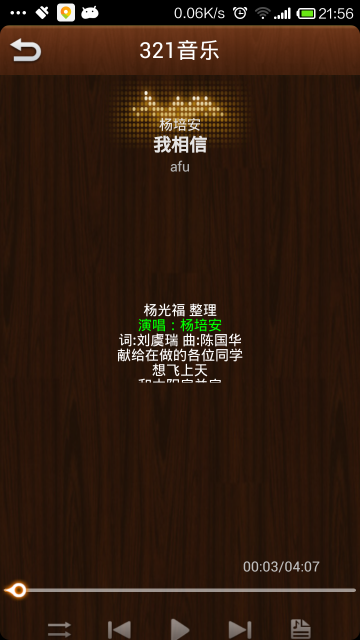 0.06K/s 21:56
321音乐
杨培安
我相信
afu
杨光福 整理
演唱：杨培安
词:刘虞瑞 曲:陈国华
献给在做的各位同学
想飞上天
00:03/04:07